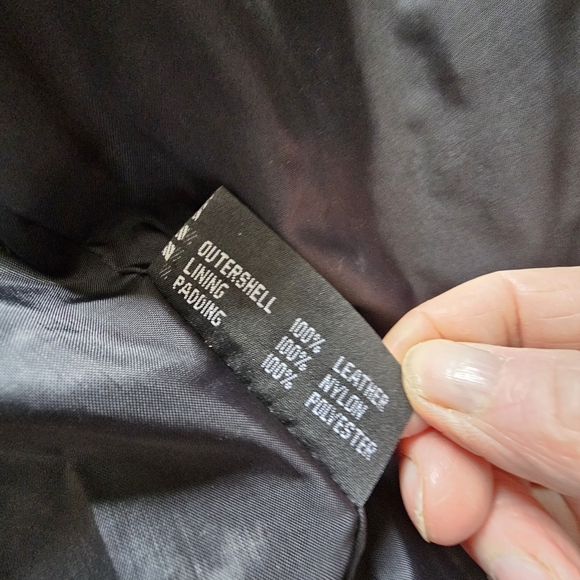 OUTERSHELL 100% LEATHER
LINING 100% NYLON
PADDING 100% POLYESTER